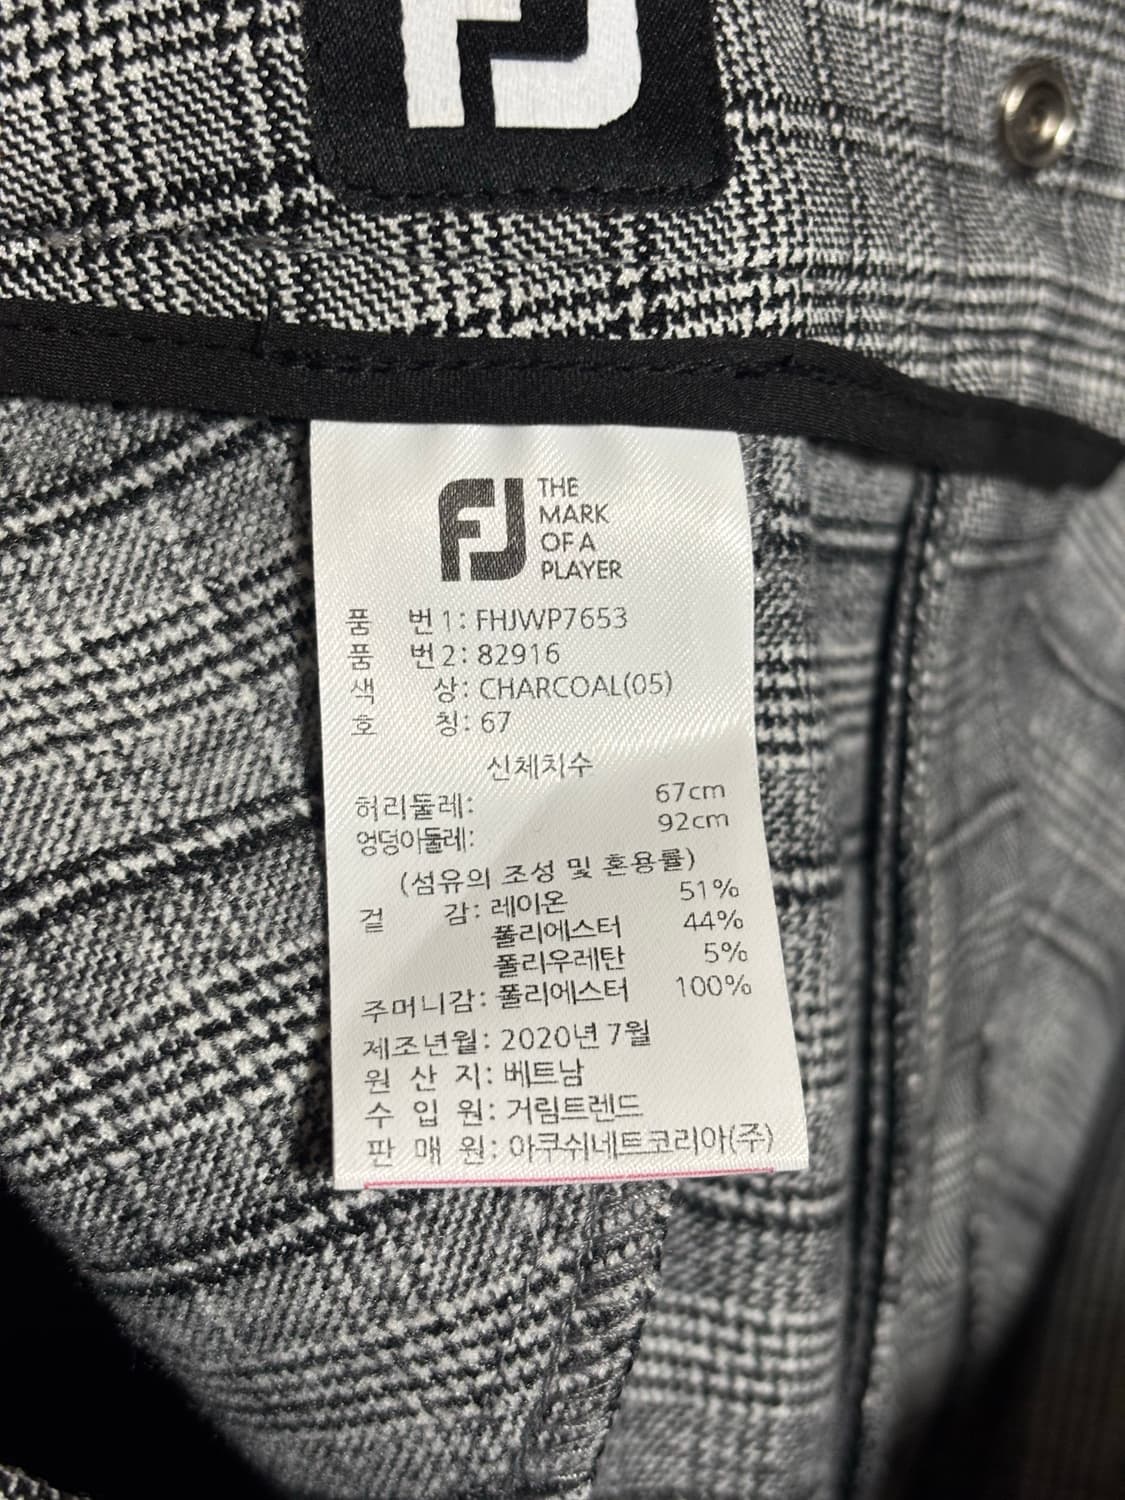 FJ
FJ THE
MARK
OF A
PLAYER
품 번1: FHJWP7653
품 번2: 82916
색 상: CHARCOAL(05)
호 칭: 67
신체치수
허리둘레: 67cm
엉덩이둘레: 92cm
(섬유의 조성 및 혼용률)
겉 감: 레이온 51%
폴리에스터 44%
폴리우레탄 5%
주머니감: 폴리에스터 100%
제조년월: 2020년 7월
원 산 지: 베트남
수 입 원: 거림트렌드
판 매 원: 아쿠쉬네트코리아(주)